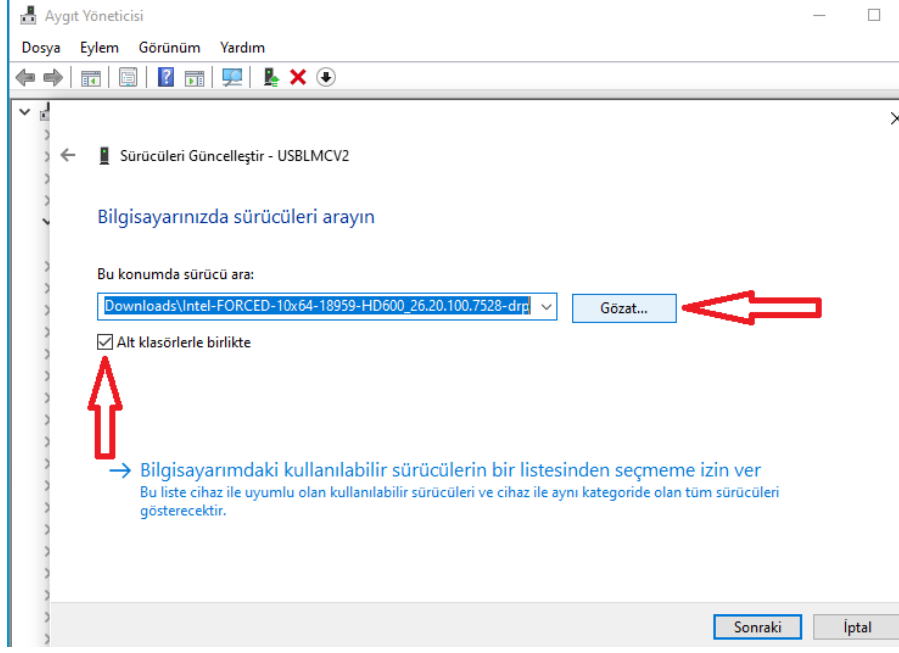 Aygıt Yöneticisi
Dosya Eylem Görünüm Yardım
Sürücüleri Güncelleştir - USBLMCV2
Bilgisayarınızda sürücüleri arayın
Bu konumda sürücü ara:
Downloads\Intel-FORCED-10x64-18959-HD600_26.20.100.7528-drp
Gözat...
Alt klasörlerle birlikte
Bilgisayarımdaki kullanılabilir sürücülerin bir listesinden seçmeme izin ver
Bu liste cihaz ile uyumlu olan kullanılabilir sürücüleri ve cihaz ile aynı kategoride olan tüm sürücüleri
gösterecektir.
Sonraki İptal